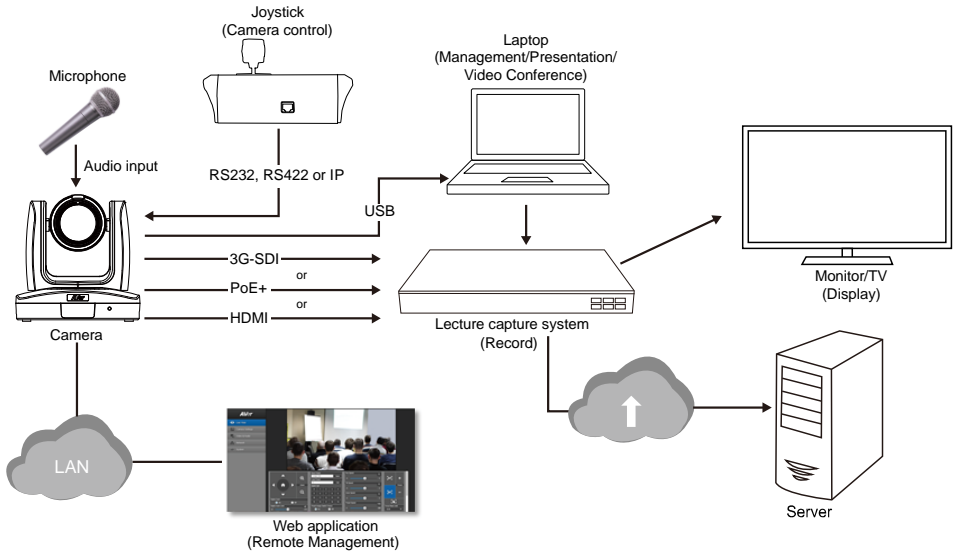 Joystick
(Camera control)
Laptop
(Management/Presentation/
Video Conference)
Microphone
Audio input
RS232, RS422 or IP
USB
3G-SDI
or
PoE+
or
HDMI
Camera
Lecture capture system
(Record)
Monitor/TV
(Display)
LAN
Web application
(Remote Management)
Server